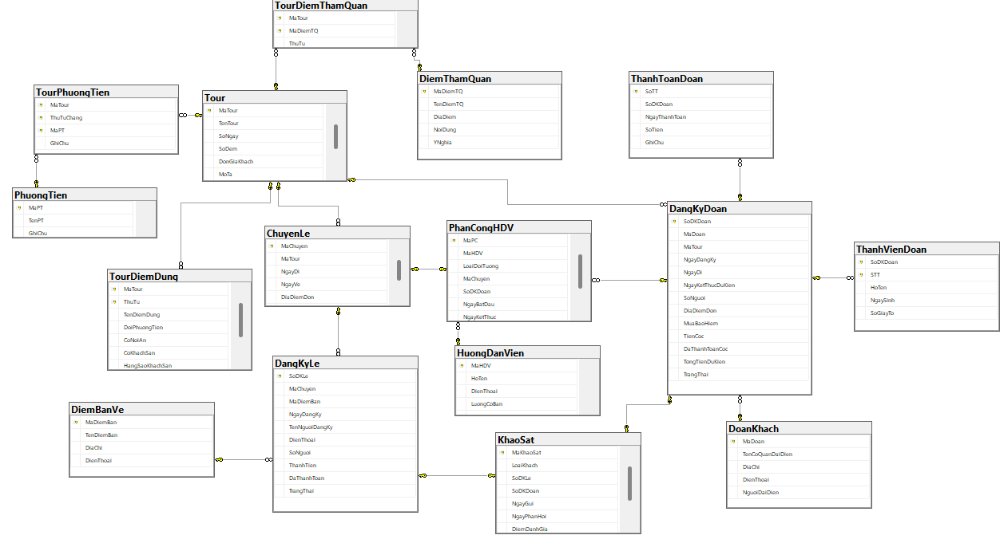 TourDiemThamQuan
MaTour
MaDiemTQ
ThuTu
TourPhuongTien
MaTour
ThuTuChang
MaPT
GhiChu
Tour
MaTour
TenTour
SoNgay
SoDem
DonGiaKhach
MoTa
DiemThamQuan
MaDiemTQ
TenDiemTQ
DiaDiem
NoiDung
YNghia
ThanhToanDoan
SoTT
SoDKDoan
NgayThanhToan
SoTien
GhiChu
PhuongTien
MaPT
TenPT
GhiChu
ChuyenLe
MaChuyen
MaTour
NgayDi
NgayVe
DiaDiemDon
PhanCongHDV
MaPC
MaHDV
LoaiDoiTuong
MaChuyen
SoDKDoan
NgayBatDau
NgayKetThuc
DangKyDoan
SoDKDoan
MaDoan
MaTour
NgayDangKy
NgayDi
NgayKetThucDuKien
SoNguoi
DiaDiemDon
MuaBaoHiem
TienCoc
DaThanhToanCoc
TongTienDuKien
TrangThai
ThanhVienDoan
SoDKDoan
STT
HoTen
NgaySinh
SoGiayTo
TourDiemDung
MaTour
ThuTu
TenDiemDung
DoiPhuongTien
CoNoiAn
CoKhachSan
HangSaoKhachSan
DangKyLe
SoDKLe
MaChuyen
MaDiemBan
NgayDangKy
TenNguoiDangKy
DienThoai
SoNguoi
ThanhTien
DaThanhToan
TrangThai
HuongDanVien
MaHDV
HoTen
DienThoai
LuongCoBan
DiemBanVe
MaDiemBan
TenDiemBan
DiaChi
DienThoai
KhaoSat
MaKhaoSat
LoaiKhach
SoDKLe
SoDKDoan
NgayGui
NgayPhanHoi
DiemDanhGia
DoanKhach
MaDoan
TenCoQuanDaiDien
DiaChi
DienThoai
NguoiDaiDien